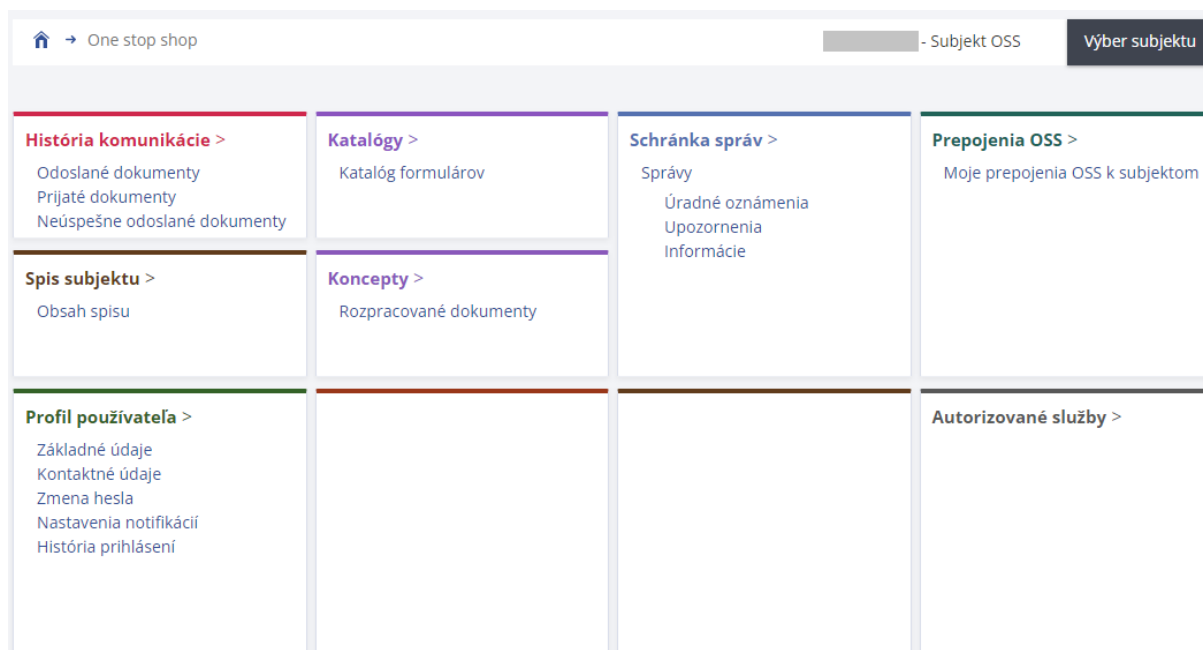 → One stop shop
- Subjekt OSS
Výber subjektu
História komunikácie >
Odoslané dokumenty
Prijaté dokumenty
Neúspešne odoslané dokumenty
Katalógy >
Katalóg formulárov
Schránka správ >
Správy
Úradné oznámenia
Upozornenia
Informácie
Prepojenia OSS >
Moje prepojenia OSS k subjektom
Spis subjektu >
Obsah spisu
Koncepty >
Rozpracované dokumenty
Profil používateľa >
Základné údaje
Kontaktné údaje
Zmena hesla
Nastavenia notifikácií
História prihlásení
Autorizované služby >